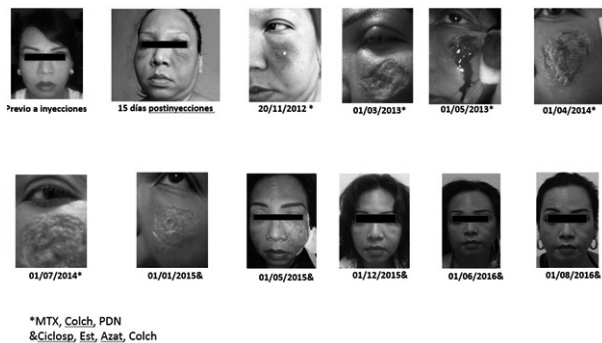 Previo a inyecciones
15 días postinyecciones
20/11/2012 *
01/03/2013*
01/05/2013*
01/04/2014*
01/07/2014*
01/01/2015&
01/05/2015&
01/12/2015&
01/06/2016&
01/08/2016&
*MTX, Colch, PDN
&Ciclosp, Est, Azat, Colch